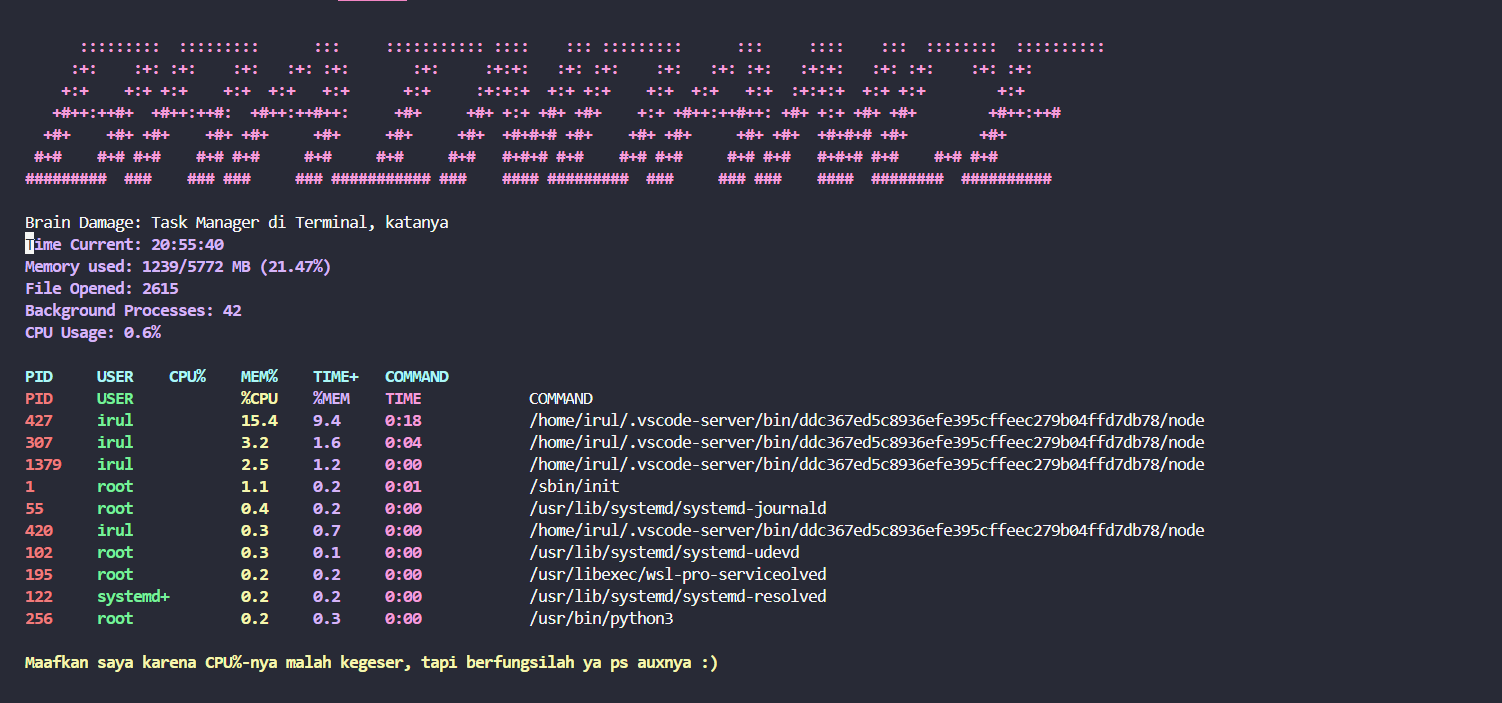 :::::::::  :::::::::      :::     ::::::::::: ::::    ::: :::::::::      :::     ::::    :::  ::::::::  ::::::::::
     :+:    :+: :+:    :+:   :+: :+:       :+:     :+:+:   :+: :+:    :+:   :+: :+:   :+:+:   :+: :+:    :+: :+:
    +:+    +:+ +:+    +:+  +:+   +:+      +:+     :+:+:+  +:+ +:+    +:+  +:+   +:+  :+:+:+  +:+ +:+        +:+
   +#++:++#+  +#++:++#:  +#++:++#++:     +#+     +#+ +:+ +#+ +#+    +:+ +#++:++#++: +#+ +:+ +#+ +#+        +#++:++#
  +#+    +#+ +#+    +#+ +#+     +#+     +#+     +#+  +#+#+# +#+    +#+ +#+     +#+ +#+  +#+#+# +#+        +#+
 #+#    #+# #+#    #+# #+#     #+#     #+#     #+#   #+#+# #+#    #+# #+#     #+# #+#   #+#+# #+#    #+# #+#
#########  ###    ### ###     ### ########### ###    #### #########  ###     ### ###    ####  ########  ##########
Brain Damage: Task Manager di Terminal, katanya
Time Current: 20:55:40
Memory used: 1239/5772 MB (21.47%)
File Opened: 2615
Background Processes: 42
CPU Usage: 0.6%
PID USER CPU% MEM% TIME+ COMMAND
PID USER %CPU %MEM TIME COMMAND
427 irul 15.4 9.4 0:18 /home/irul/.vscode-server/bin/ddc367ed5c8936efe395cffeec279b04ffd7db78/node
307 irul 3.2 1.6 0:04 /home/irul/.vscode-server/bin/ddc367ed5c8936efe395cffeec279b04ffd7db78/node
1379 irul 2.5 1.2 0:00 /home/irul/.vscode-server/bin/ddc367ed5c8936efe395cffeec279b04ffd7db78/node
1 root 1.1 0.2 0:01 /sbin/init
55 root 0.4 0.2 0:00 /usr/lib/systemd/systemd-journald
420 irul 0.3 0.7 0:00 /home/irul/.vscode-server/bin/ddc367ed5c8936efe395cffeec279b04ffd7db78/node
102 root 0.3 0.1 0:00 /usr/lib/systemd/systemd-udevd
195 root 0.2 0.2 0:00 /usr/libexec/wsl-pro-serviceolved
122 systemd+ 0.2 0.2 0:00 /usr/lib/systemd/systemd-resolved
256 root 0.2 0.3 0:00 /usr/bin/python3
Maafkan saya karena CPU%-nya malah kegeser, tapi berfungsilah ya ps auxnya :)